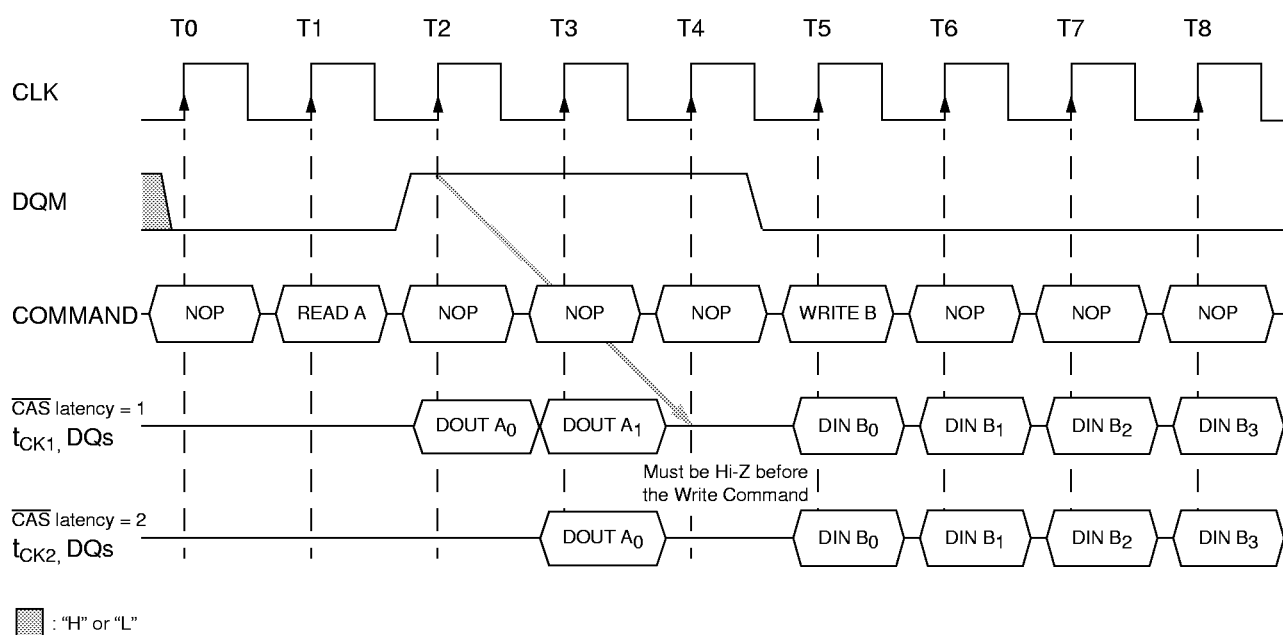 T0 T1 T2 T3 T4 T5 T6 T7 T8
CLK
DQM
COMMAND NOP READ A NOP NOP NOP WRITE B NOP NOP NOP
CAS latency = 1
tCK1, DQs DOUT A0 DOUT A1 DIN B0 DIN B1 DIN B2 DIN B3
Must be Hi-Z before
the Write Command
CAS latency = 2
tCK2, DQs DOUT A0 DIN B0 DIN B1 DIN B2 DIN B3
: “H” or “L”